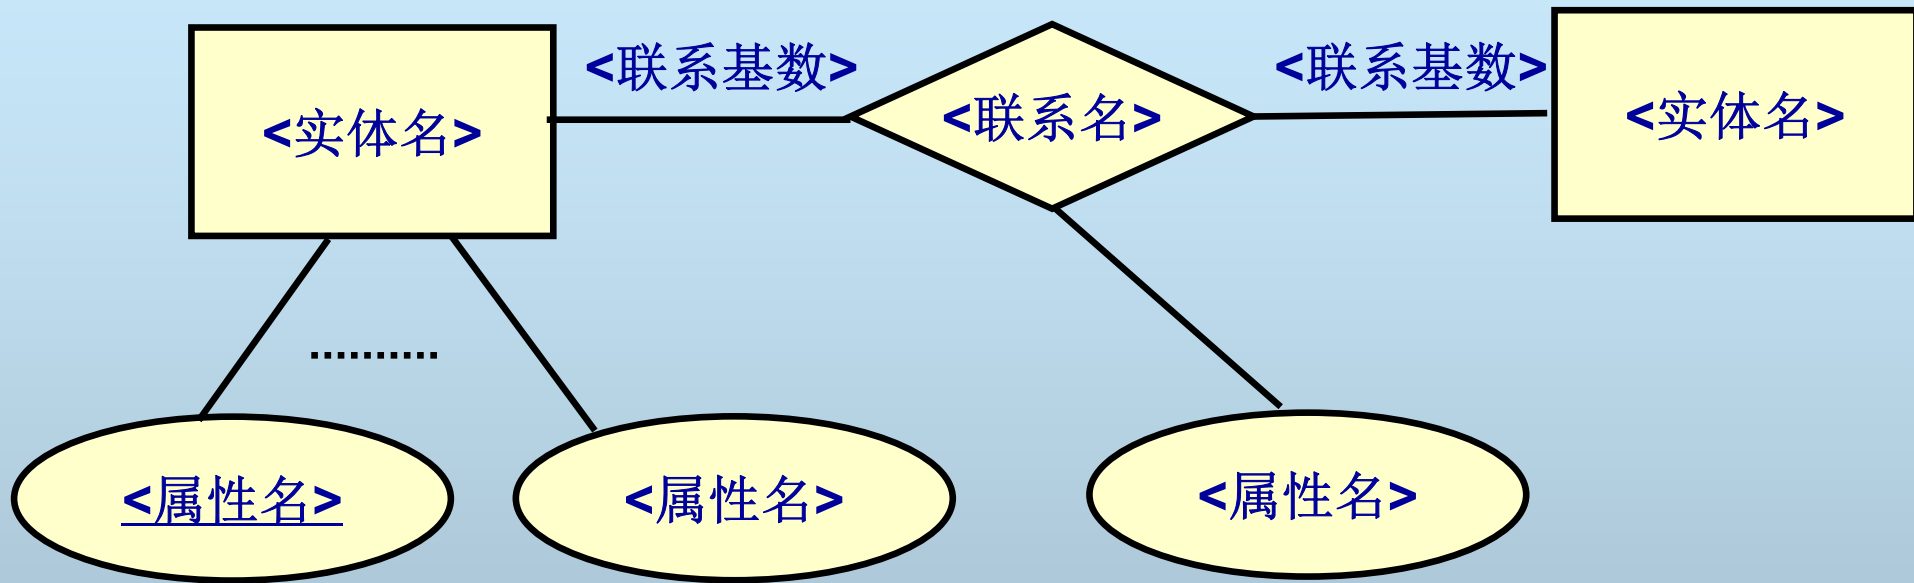 <联系基数>
<联系基数>
<实体名>
<联系名>
<实体名>
..........
<属性名>
<属性名>
<属性名>